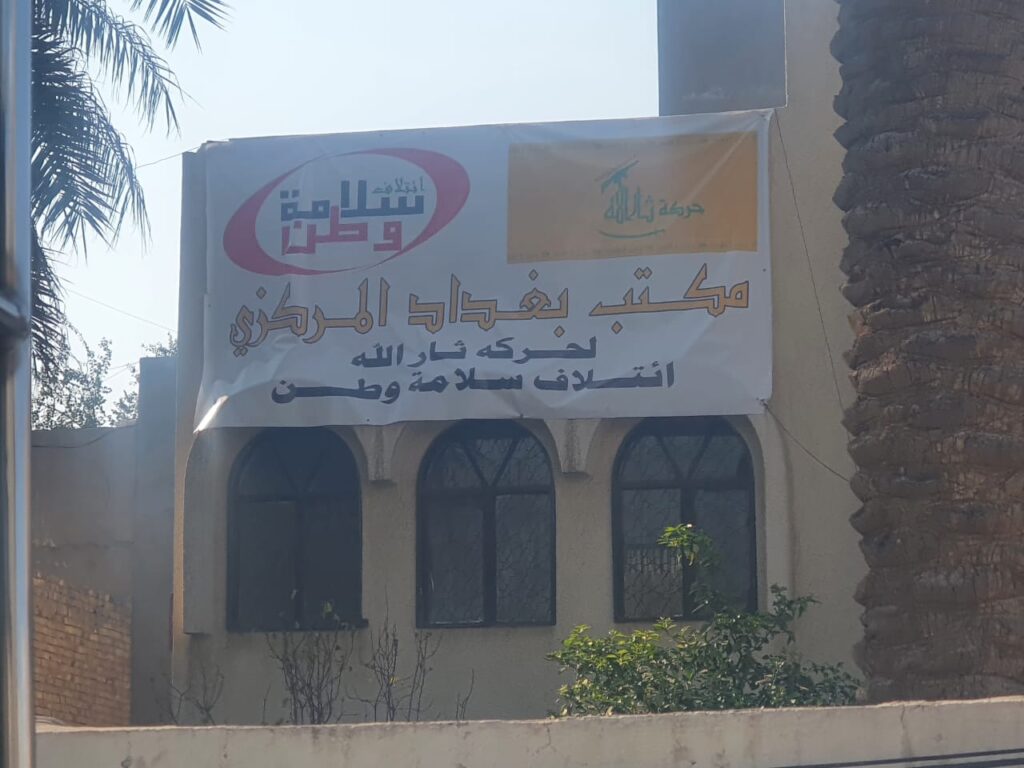 ائتلاف
سلامة
وطن
حركة ثارالله
مكتب بغداد المركزي
لحركه ثار الله
ائتلاف سلامة وطن